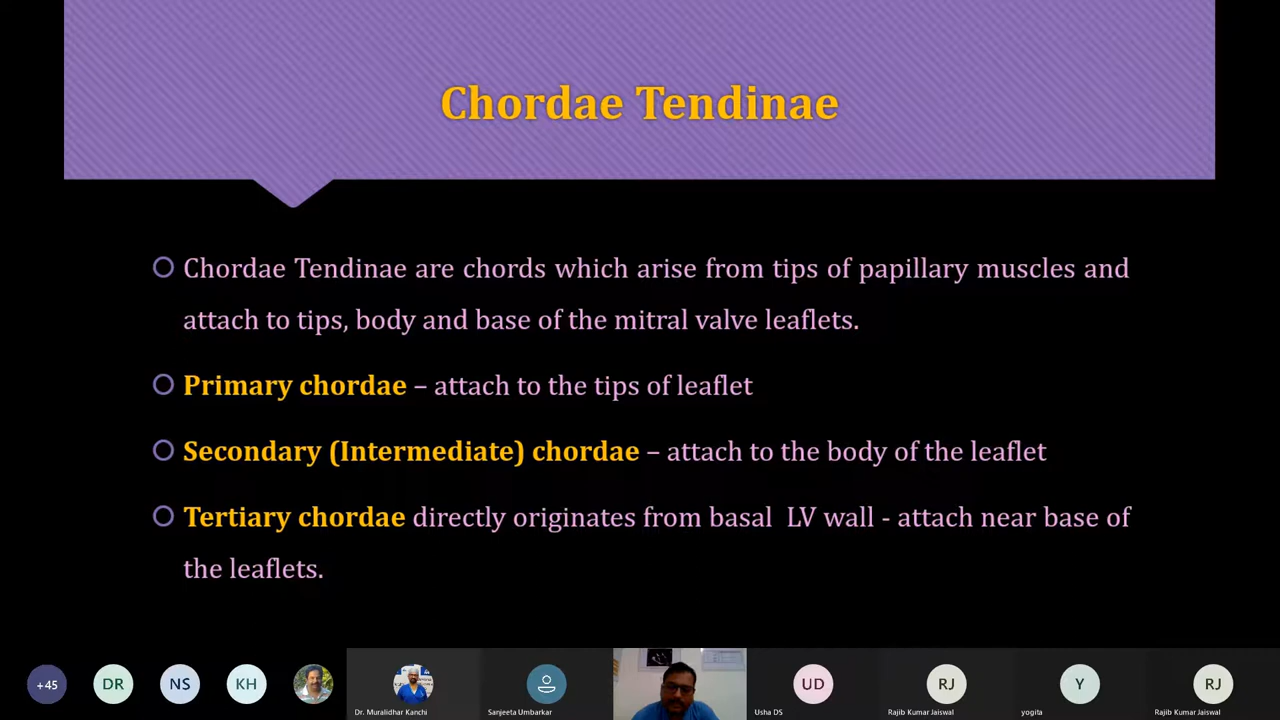 Chordae Tendinae
Chordae Tendinae are chords which arise from tips of papillary muscles and
attach to tips, body and base of the mitral valve leaflets.
Primary chordae – attach to the tips of leaflet
Secondary (Intermediate) chordae – attach to the body of the leaflet
Tertiary chordae directly originates from basal LV wall - attach near base of
the leaflets.
+45
DR
NS
KH
UD
RJ
Y
RJ
Dr. Muralidhar Kanchi
Sanjeeta Umbarkar
Usha DS
Rajib Kumar Jaiswal
yogita
Rajib Kumar Jaiswal